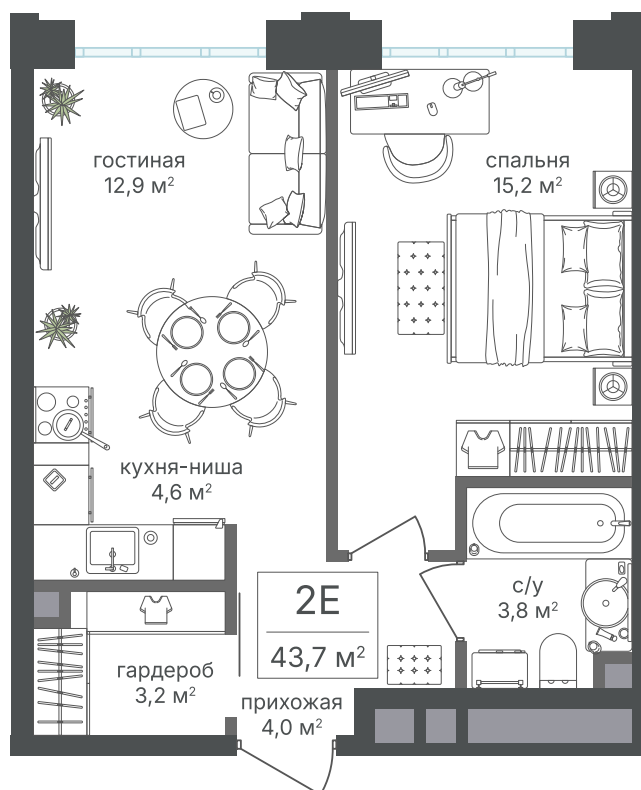 гостиная
12,9 м²
спальня
15,2 м²
кухня-ниша
4,6 м²
2Е
43,7 м²
с/у
3,8 м²
гардероб
3,2 м²
прихожая
4,0 м²